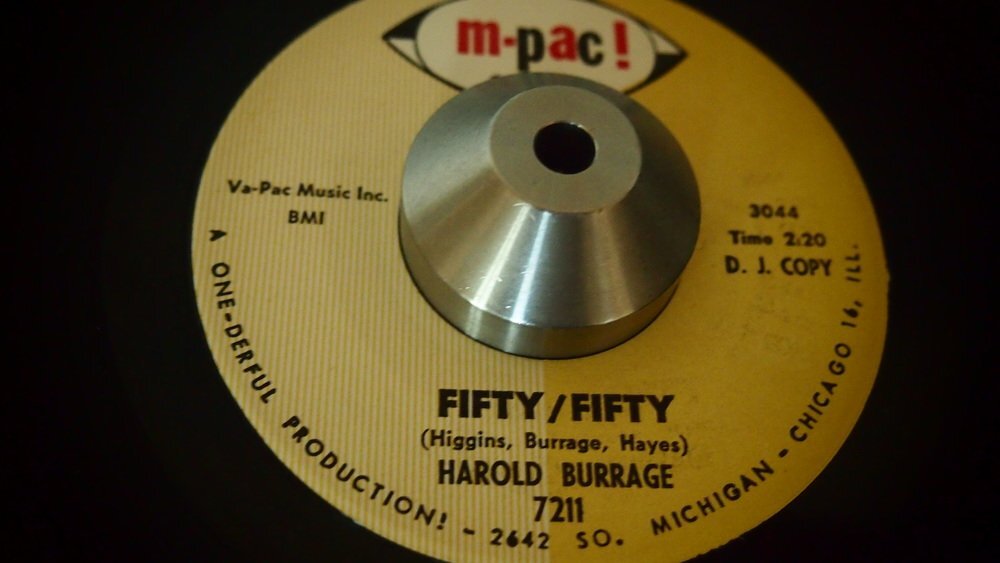 m-pac!
Va-Pac Music Inc.
BMI
3044
Time 2:20
D. J. COPY
FIFTY/FIFTY
(Higgins, Burrage, Hayes)
HAROLD BURRAGE
7211
A ONE-DERFUL PRODUCTION! - 2642 SO. MICHIGAN - CHICAGO 16, ILL.